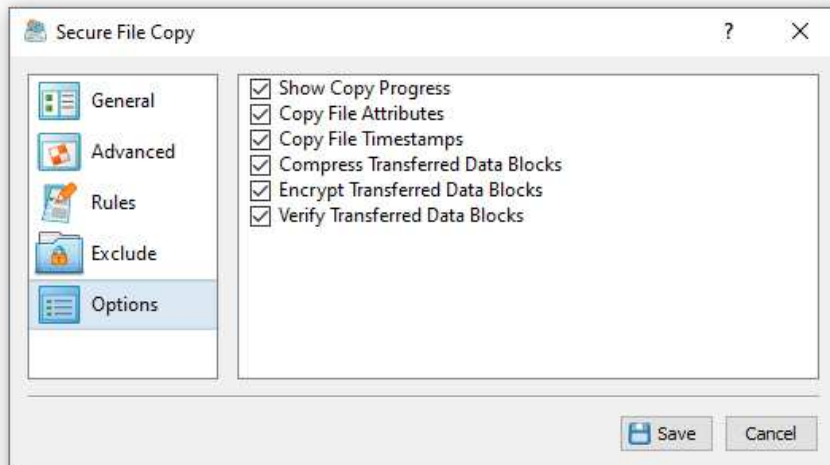 Secure File Copy
?
General
Advanced
Rules
Exclude
Options
Show Copy Progress
Copy File Attributes
Copy File Timestamps
Compress Transferred Data Blocks
Encrypt Transferred Data Blocks
Verify Transferred Data Blocks
Save
Cancel